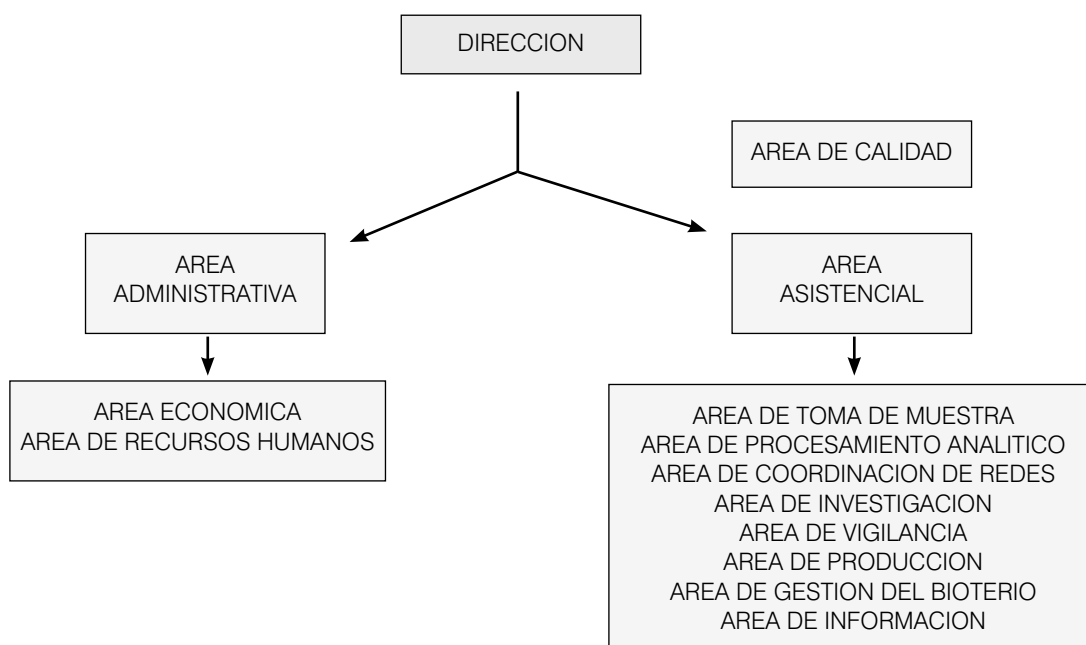 DIRECCION
AREA DE CALIDAD
AREA
ADMINISTRATIVA
AREA
ASISTENCIAL
AREA ECONOMICA
AREA DE RECURSOS HUMANOS
AREA DE TOMA DE MUESTRA
AREA DE PROCESAMIENTO ANALITICO
AREA DE COORDINACION DE REDES
AREA DE INVESTIGACION
AREA DE VIGILANCIA
AREA DE PRODUCCION
AREA DE GESTION DEL BIOTERIO
AREA DE INFORMACION